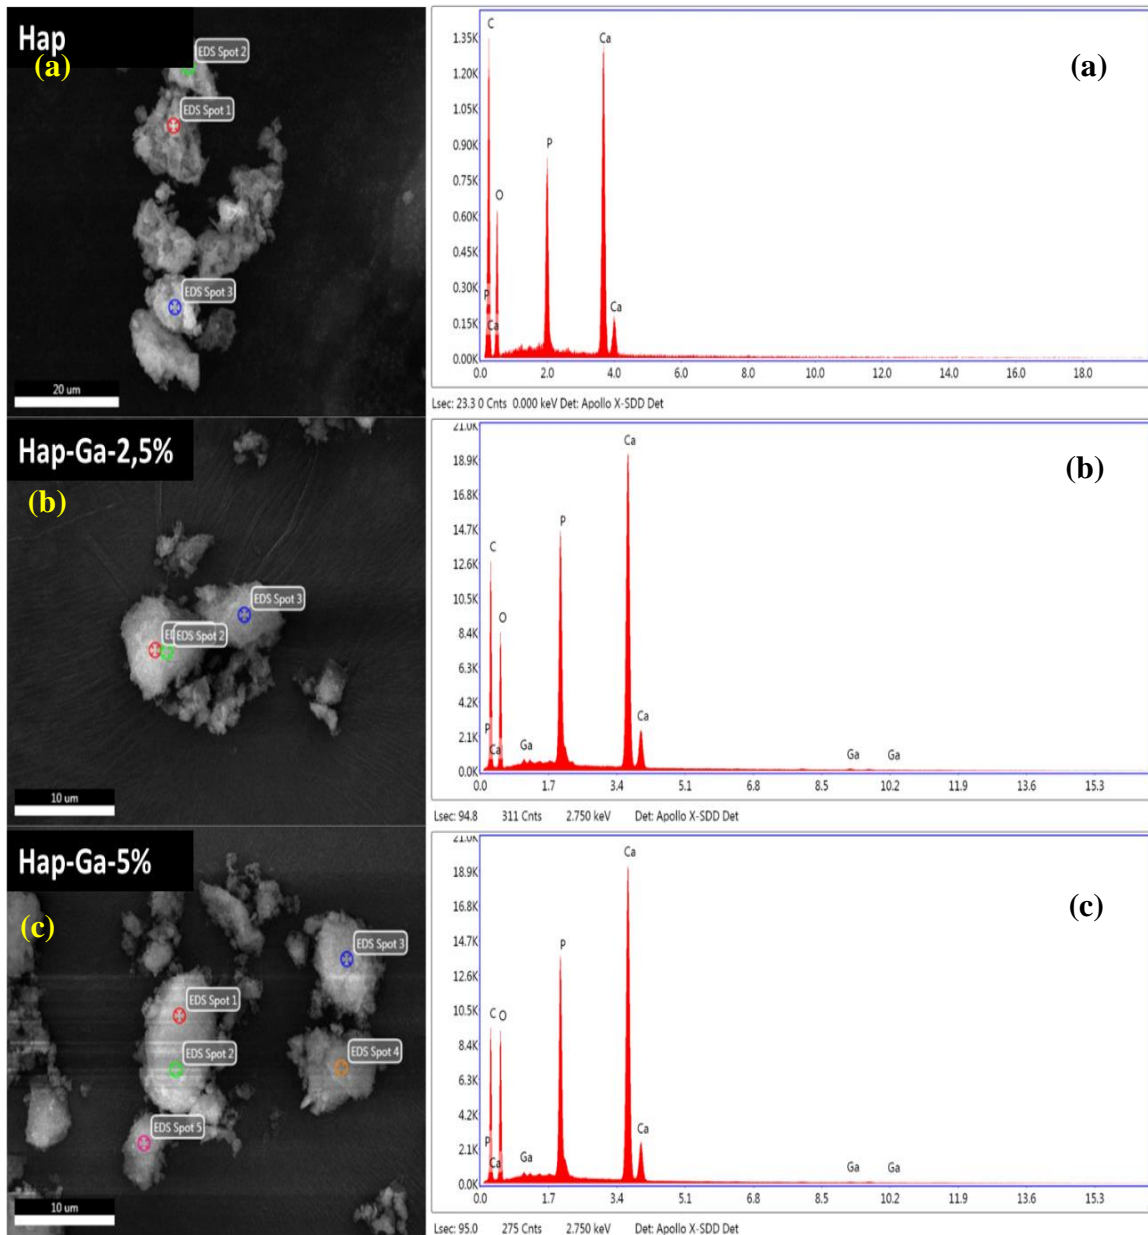 Hap
(a)
EDS Spot 2
EDS Spot 1
EDS Spot 3
20 um
(a)
C
Ca
P
O
P
Ca
Ca
1.35K
1.20K
1.05K
0.90K
0.75K
0.60K
0.45K
0.30K
0.15K
0.00K
0.0 2.0 4.0 6.0 8.0 10.0 12.0 14.0 16.0 18.0
Lsec: 23.3 0 Cnts 0.000 keV Det: Apollo X-SDD Det
Hap-Ga-2,5%
(b)
EDS Spot 3
EDS Spot 2
10 um
(b)
Ca
P
C
O
P
Ca
Ga
Ca
Ga
Ga
21.0K
18.9K
16.8K
14.7K
12.6K
10.5K
8.4K
6.3K
4.2K
2.1K
0.0K
0.0 1.7 3.4 5.1 6.8 8.5 10.2 11.9 13.6 15.3
Lsec: 94.8 311 Cnts 2.750 keV Det: Apollo X-SDD Det
Hap-Ga-5%
(c)
EDS Spot 3
EDS Spot 1
EDS Spot 2
EDS Spot 4
EDS Spot 5
10 um
(c)
Ca
P
C
O
P
Ca
Ga
Ca
Ga
Ga
21.0K
18.9K
16.8K
14.7K
12.6K
10.5K
8.4K
6.3K
4.2K
2.1K
0.0K
0.0 1.7 3.4 5.1 6.8 8.5 10.2 11.9 13.6 15.3
Lsec: 95.0 275 Cnts 2.750 keV Det: Apollo X-SDD Det